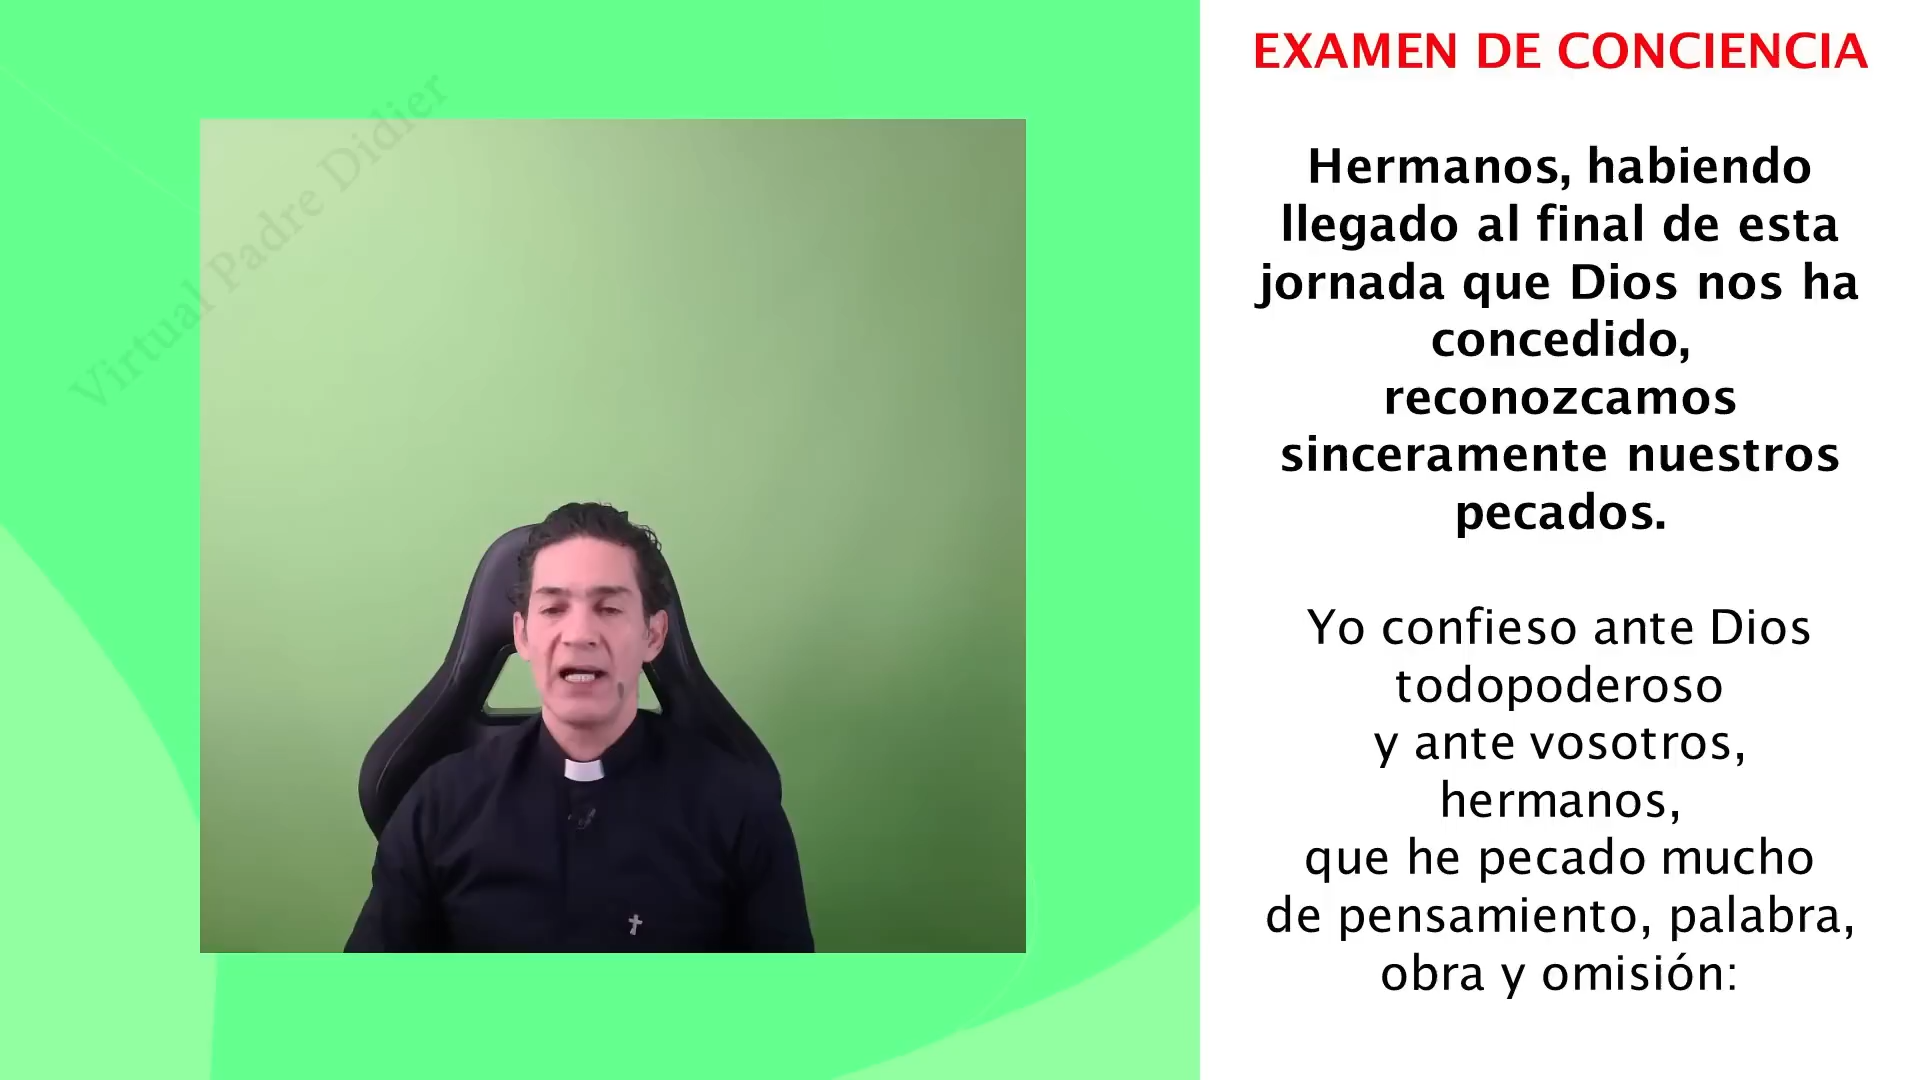 EXAMEN DE CONCIENCIA
Hermanos, habiendo
llegado al final de esta
jornada que Dios nos ha
concedido,
reconozcamos
sinceramente nuestros
pecados.
Yo confieso ante Dios
todopoderoso
y ante vosotros,
hermanos,
que he pecado mucho
de pensamiento, palabra,
obra y omisión:
Virtual Padre Didier